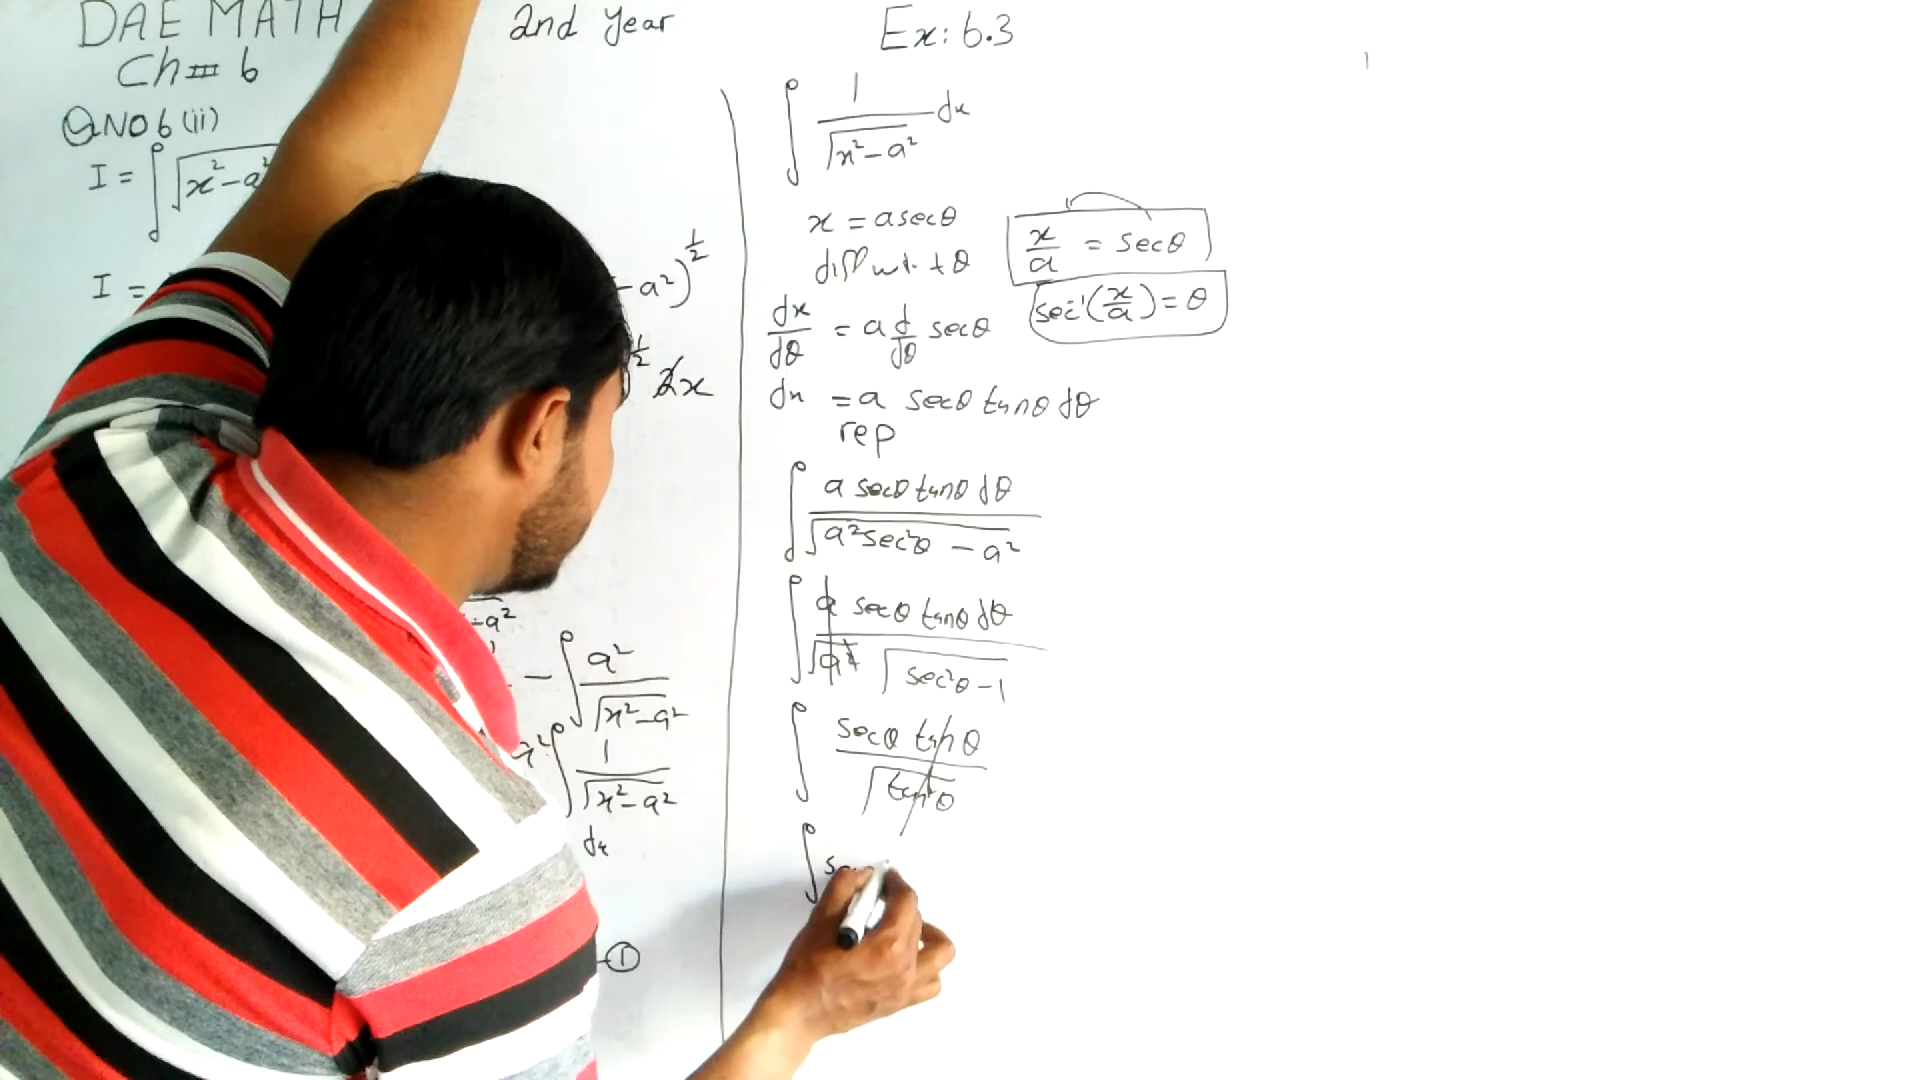 DAE MATH 2nd Year Ex: 6.3
Ch # 6
Q NO 6 (ii)
I = ∫ √x²-a²
I =
-a²)^½
½ 2x
-a²
- ∫ a²/√x²-a²
a² ∫ 1/√x²-a²
dx
①
∫ 1/√x²-a² dx
x = a secθ
diff w.r.t θ
x/a = secθ
sec⁻¹(x/a) = θ
dx/dθ = a d/dθ secθ
dx = a secθ tanθ dθ
rep
∫ a secθ tanθ dθ / √a²sec²θ - a²
∫ a secθ tanθ dθ / √a² √sec²θ - 1
∫ secθ tanθ / √tan²θ
∫